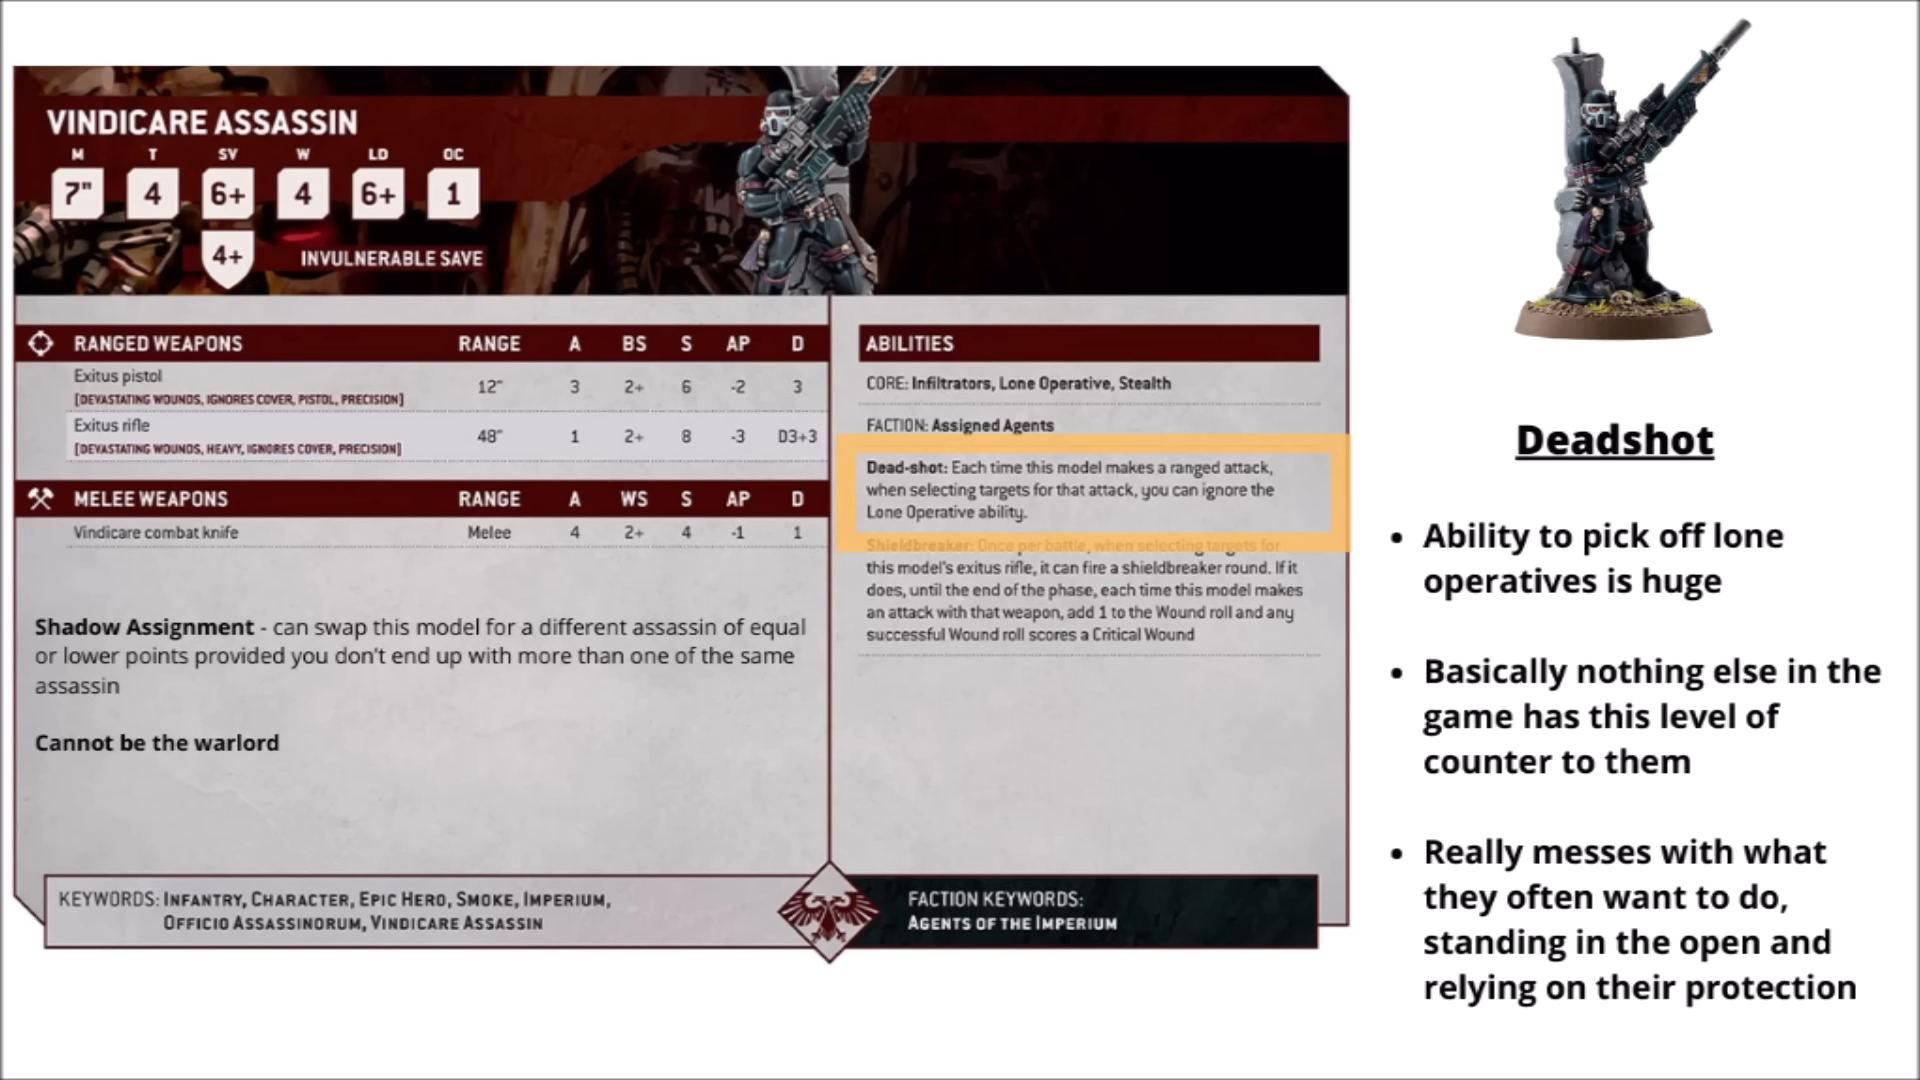 VINDICARE ASSASSIN
M T SV W LD OC
7" 4 6+ 4 6+ 1
4+ INVULNERABLE SAVE
RANGED WEAPONS RANGE A BS S AP D
Exitus pistol 12" 3 2+ 6 -2 3
[DEVASTATING WOUNDS, IGNORES COVER, PISTOL, PRECISION]
Exitus rifle 48" 1 2+ 8 -3 D3+3
[DEVASTATING WOUNDS, HEAVY, IGNORES COVER, PRECISION]
MELEE WEAPONS RANGE A WS S AP D
Vindicare combat knife Melee 4 2+ 4 -1 1
Shadow Assignment - can swap this model for a different assassin of equal
or lower points provided you don't end up with more than one of the same
assassin
Cannot be the warlord
ABILITIES
CORE: Infiltrators, Lone Operative, Stealth
FACTION: Assigned Agents
Dead-shot: Each time this model makes a ranged attack,
when selecting targets for that attack, you can ignore the
Lone Operative ability.
Shieldbreaker: Once per battle, when selecting targets for
this model's exitus rifle, it can fire a shieldbreaker round. If it
does, until the end of the phase, each time this model makes
an attack with that weapon, add 1 to the Wound roll and any
successful Wound roll scores a Critical Wound
KEYWORDS: INFANTRY, CHARACTER, EPIC HERO, SMOKE, IMPERIUM,
OFFICIO ASSASSINORUM, VINDICARE ASSASSIN
FACTION KEYWORDS:
AGENTS OF THE IMPERIUM
Deadshot
• Ability to pick off lone
operatives is huge
• Basically nothing else in the
game has this level of
counter to them
• Really messes with what
they often want to do,
standing in the open and
relying on their protection